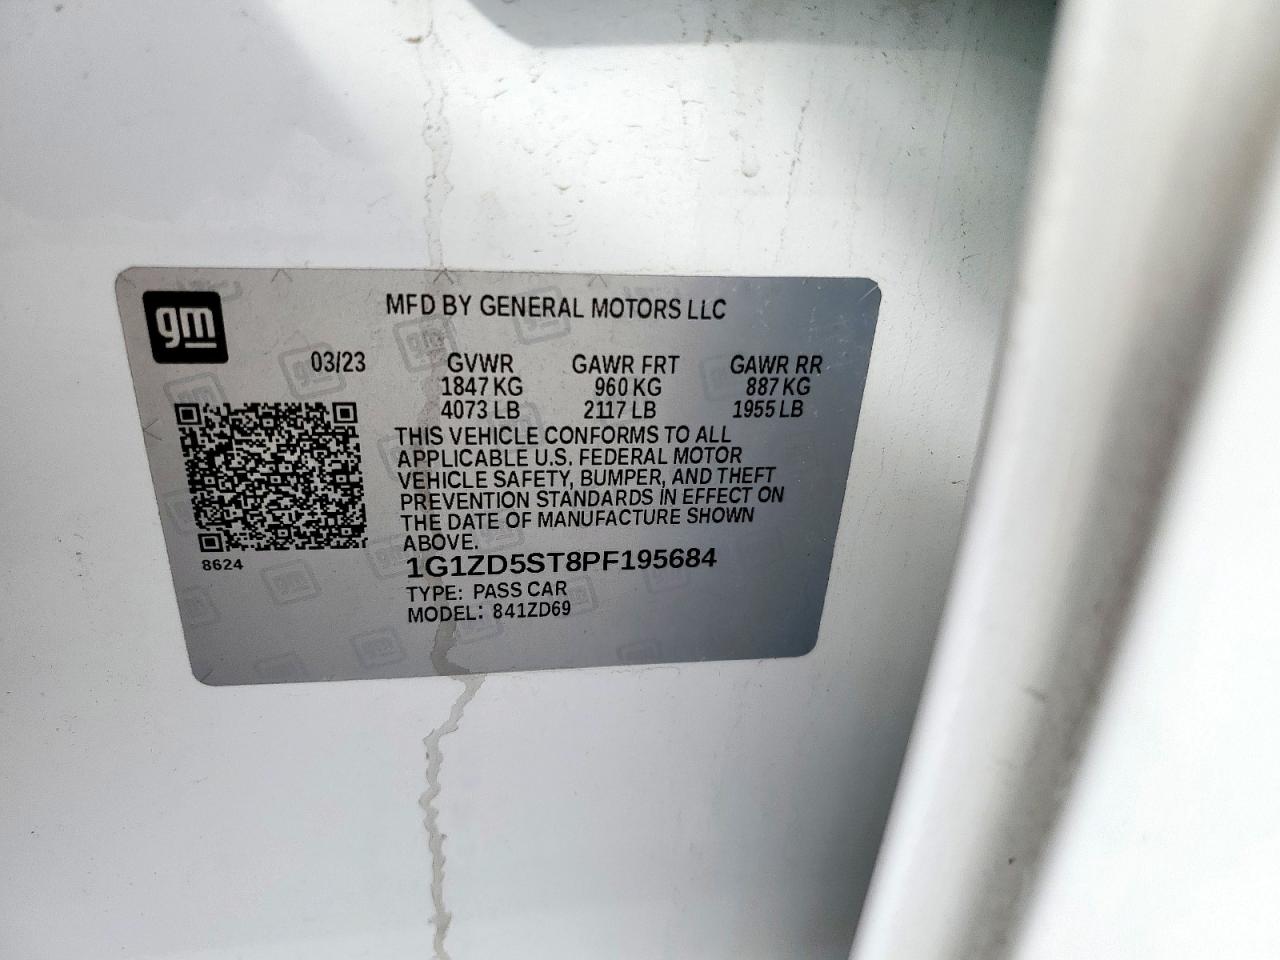 gm
MFD BY GENERAL MOTORS LLC
03/23 GVWR GAWR FRT GAWR RR
1847 KG 960 KG 887 KG
4073 LB 2117 LB 1955 LB
THIS VEHICLE CONFORMS TO ALL
APPLICABLE U.S. FEDERAL MOTOR
VEHICLE SAFETY, BUMPER, AND THEFT
PREVENTION STANDARDS IN EFFECT ON
THE DATE OF MANUFACTURE SHOWN
ABOVE.
8624
1G1ZD5ST8PF195684
TYPE: PASS CAR
MODEL: 841ZD69